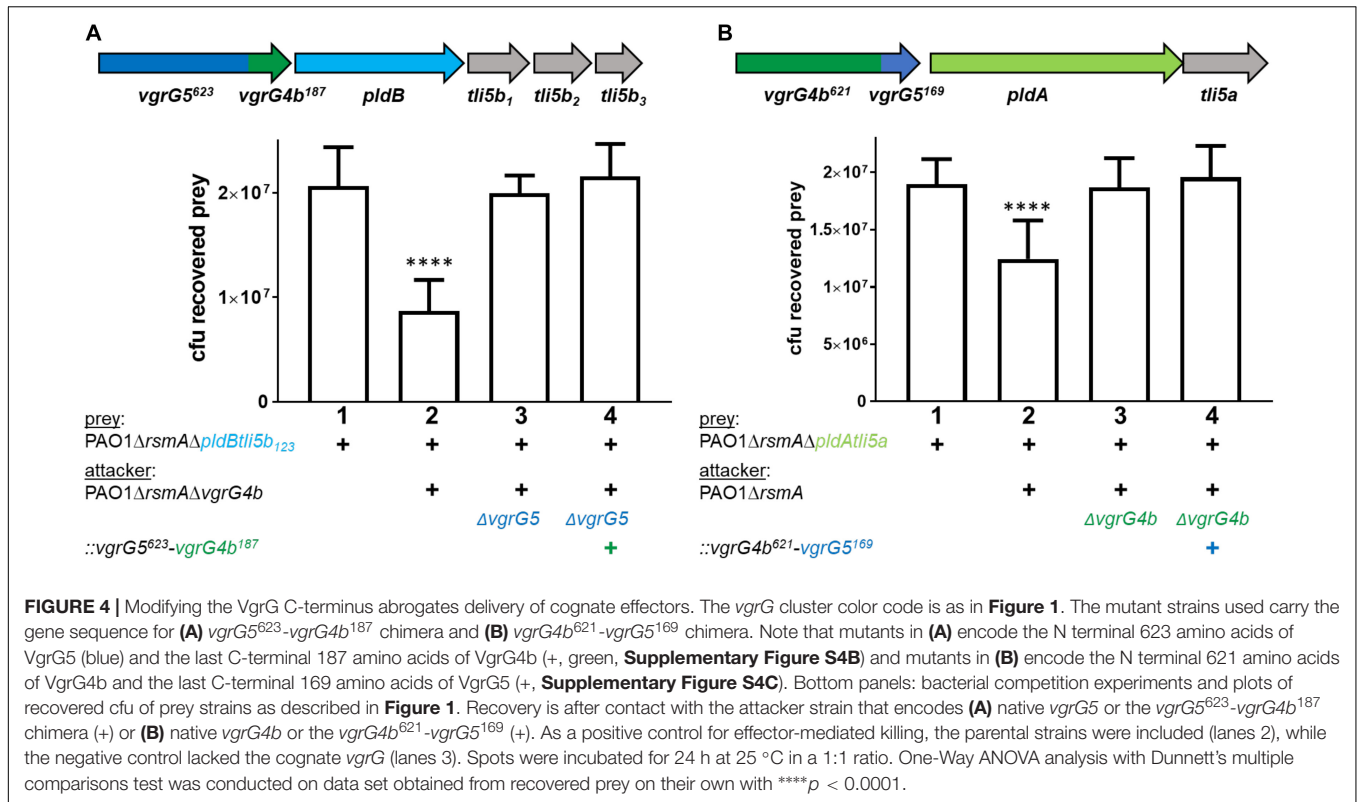 A
vgrG5⁶²³ vgrG4b¹⁸⁷ pldB tli5b₁ tli5b₂ tli5b₃
cfu recovered prey
2×10⁷
1×10⁷
0
****
1 2 3 4
prey:
PAO1ΔrsmAΔpldBtli5b₁₂₃ + + + +
attacker:
PAO1ΔrsmAΔvgrG4b + + +
ΔvgrG5 ΔvgrG5
::vgrG5⁶²³-vgrG4b¹⁸⁷ +
B
vgrG4b⁶²¹ vgrG5¹⁶⁹ pldA tli5a
cfu recovered prey
2×10⁷
1.5×10⁷
1×10⁷
5×10⁶
0
****
1 2 3 4
prey:
PAO1ΔrsmAΔpldAtli5a + + + +
attacker:
PAO1ΔrsmA + + +
ΔvgrG4b ΔvgrG4b
::vgrG4b⁶²¹-vgrG5¹⁶⁹ +
FIGURE 4 | Modifying the VgrG C-terminus abrogates delivery of cognate effectors. The vgrG cluster color code is as in Figure 1. The mutant strains used carry the
gene sequence for (A) vgrG5⁶²³-vgrG4b¹⁸⁷ chimera and (B) vgrG4b⁶²¹-vgrG5¹⁶⁹ chimera. Note that mutants in (A) encode the N terminal 623 amino acids of
VgrG5 (blue) and the last C-terminal 187 amino acids of VgrG4b (+, green, Supplementary Figure S4B) and mutants in (B) encode the N terminal 621 amino acids
of VgrG4b and the last C-terminal 169 amino acids of VgrG5 (+, Supplementary Figure S4C). Bottom panels: bacterial competition experiments and plots of
recovered cfu of prey strains as described in Figure 1. Recovery is after contact with the attacker strain that encodes (A) native vgrG5 or the vgrG5⁶²³-vgrG4b¹⁸⁷
chimera (+) or (B) native vgrG4b or the vgrG4b⁶²¹-vgrG5¹⁶⁹ (+). As a positive control for effector-mediated killing, the parental strains were included (lanes 2), while
the negative control lacked the cognate vgrG (lanes 3). Spots were incubated for 24 h at 25 °C in a 1:1 ratio. One-Way ANOVA analysis with Dunnett's multiple
comparisons test was conducted on data set obtained from recovered prey on their own with ****p < 0.0001.